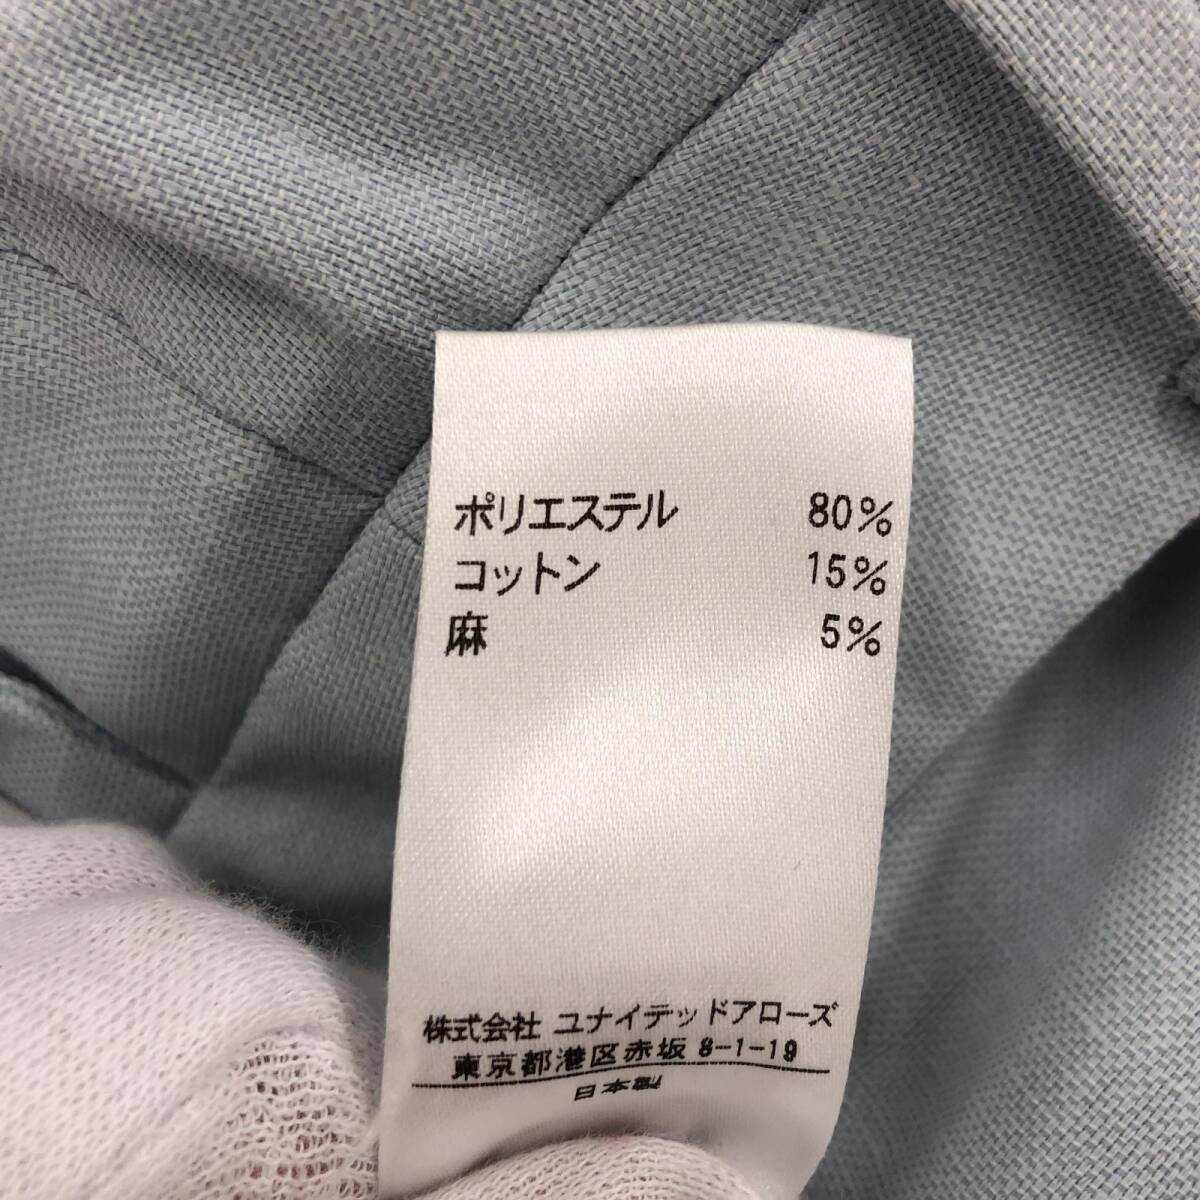 ポリエステル 80%
コットン 15%
麻 5%
株式会社 ユナイテッドアローズ
東京都港区赤坂 8-1-19
日本製